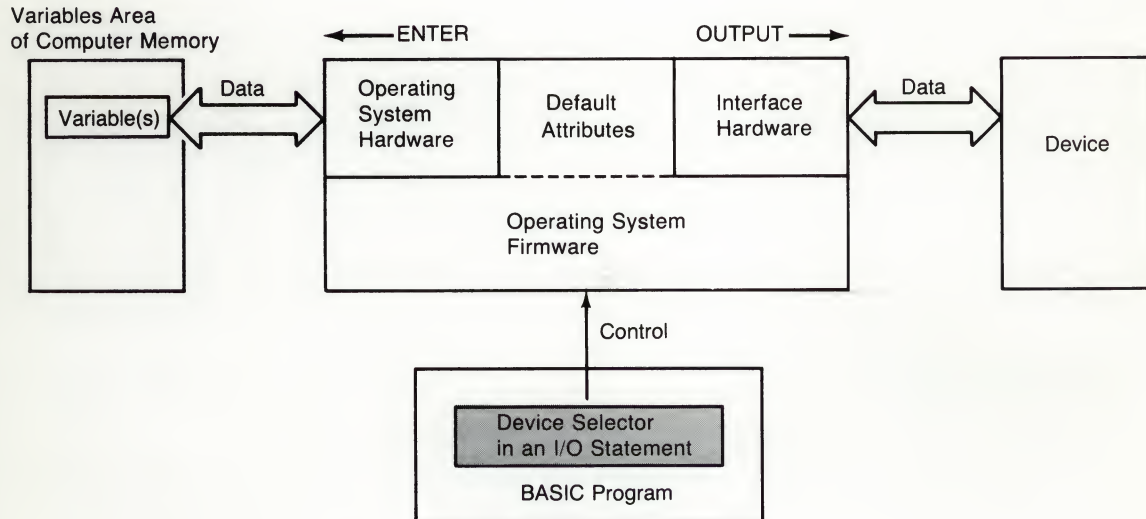 Variables Area
of Computer Memory
ENTER
OUTPUT
Data
Variable(s)
Operating
System
Hardware
Default
Attributes
Interface
Hardware
Data
Device
Operating System
Firmware
Control
Device Selector
in an I/O Statement
BASIC Program